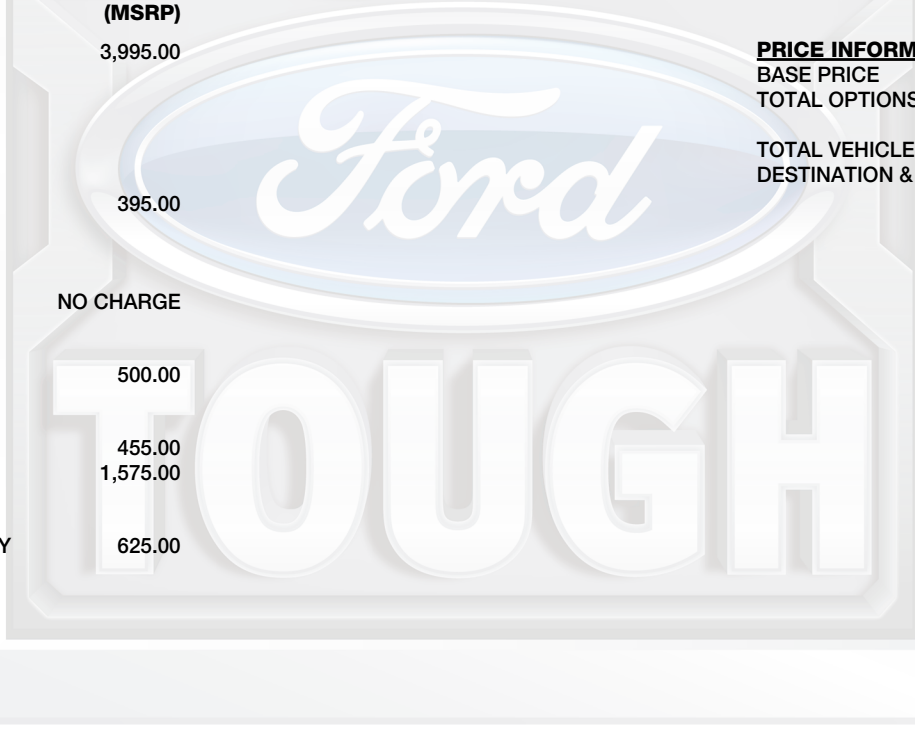 (MSRP)
3,995.00
395.00
NO CHARGE
500.00
455.00
1,575.00
Y 625.00
PRICE INFORM
BASE PRICE
TOTAL OPTIONS
TOTAL VEHICLE
DESTINATION &
Ford
TOUGH